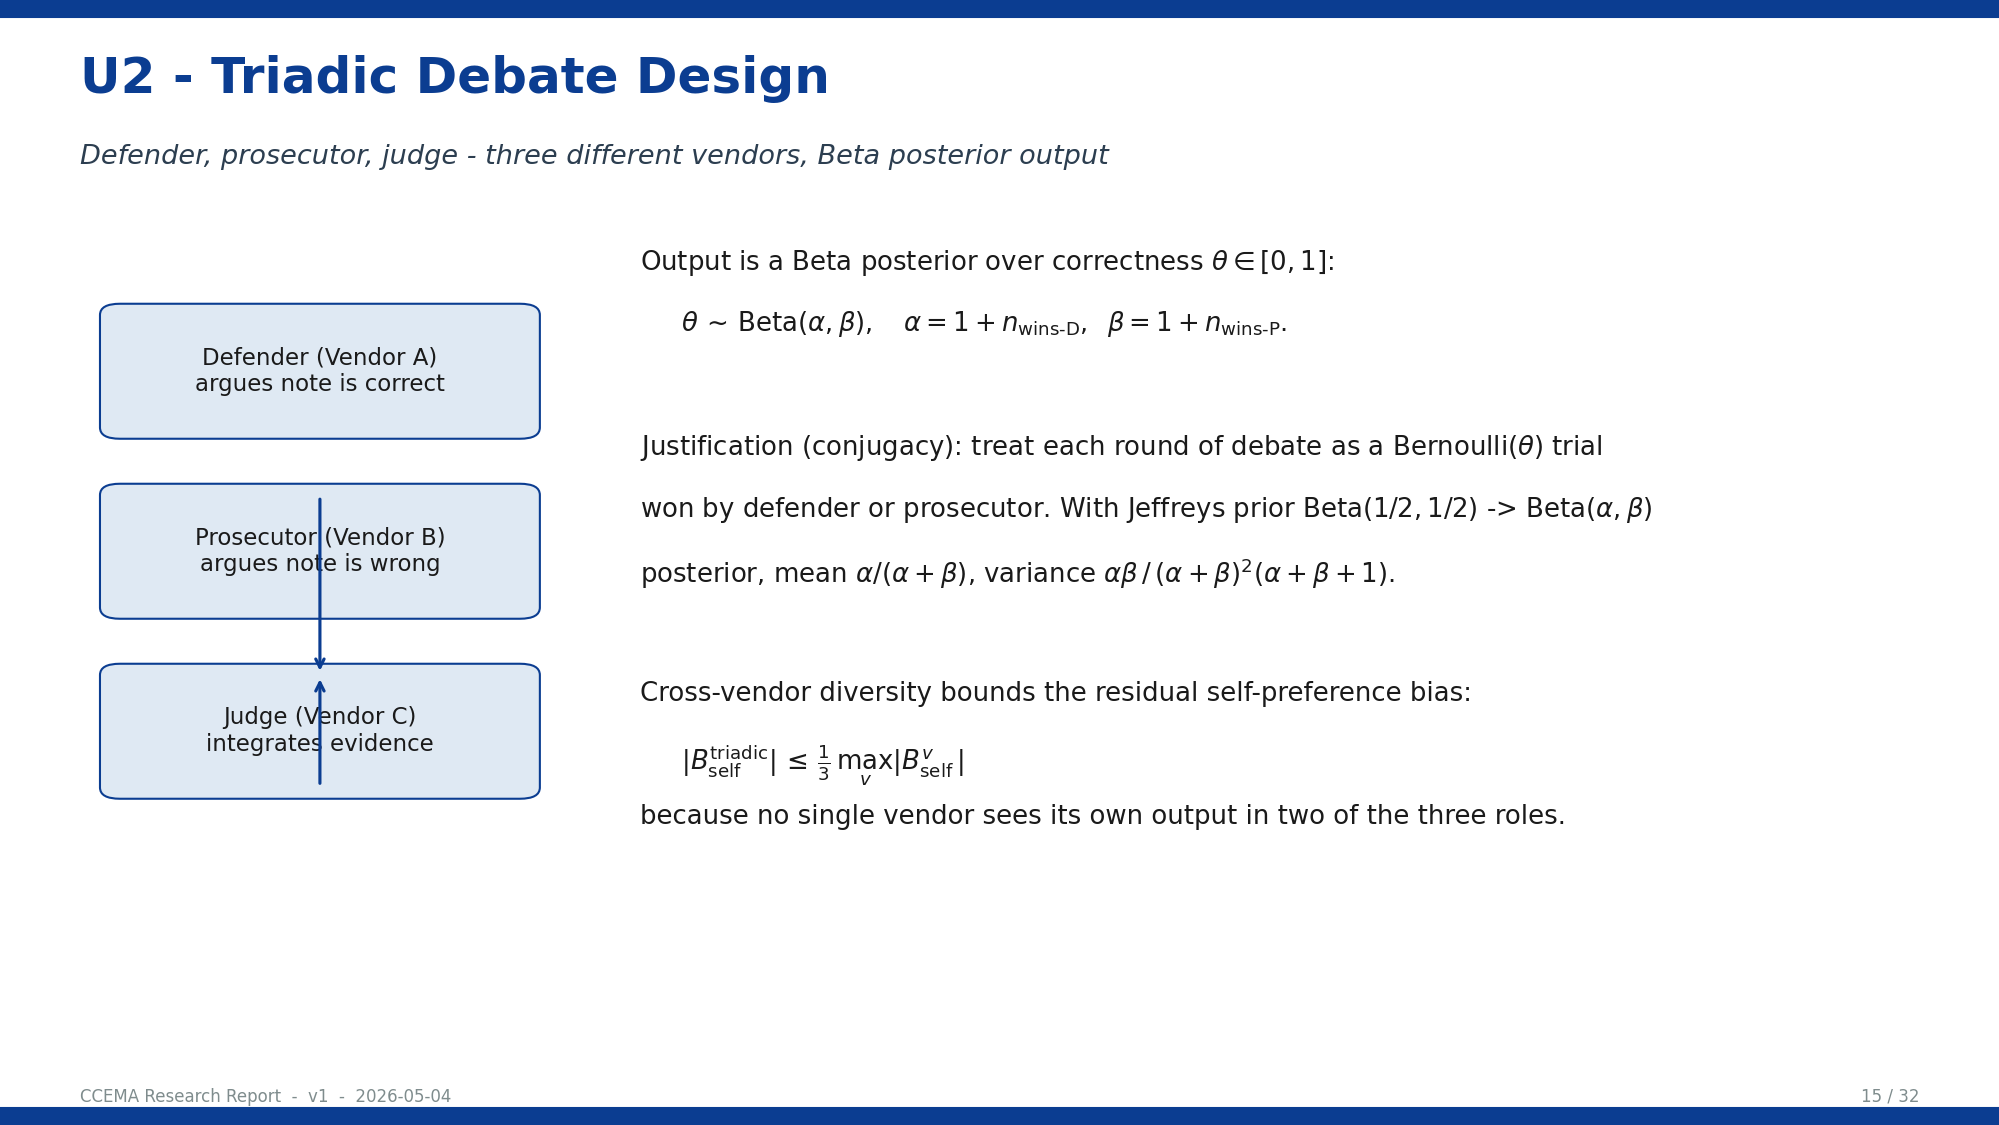 U2 - Triadic Debate Design
Defender, prosecutor, judge - three different vendors, Beta posterior output
Defender (Vendor A)
argues note is correct
Prosecutor (Vendor B)
argues note is wrong
Judge (Vendor C)
integrates evidence
Output is a Beta posterior over correctness θ ∈ [0, 1]:
θ ~ Beta(α, β), α = 1 + n_wins-D, β = 1 + n_wins-P.
Justification (conjugacy): treat each round of debate as a Bernoulli(θ) trial
won by defender or prosecutor. With Jeffreys prior Beta(1/2, 1/2) -> Beta(α, β)
posterior, mean α/(α + β), variance αβ / (α + β)²(α + β + 1).
Cross-vendor diversity bounds the residual self-preference bias:
|B_self^triadic| ≤ 1/3 max_v |B_self^v|
because no single vendor sees its own output in two of the three roles.
CCEMA Research Report - v1 - 2026-05-04
15 / 32